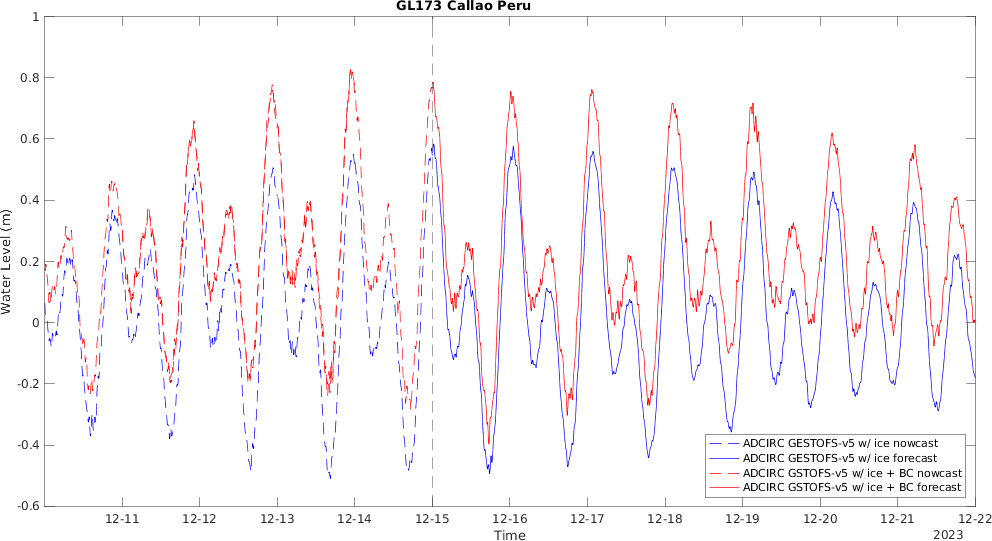 GL173 Callao Peru
Water Level (m)
1
0.8
0.6
0.4
0.2
0
-0.2
-0.4
-0.6
ADCIRC GESTOFS-v5 w/ ice nowcast
ADCIRC GESTOFS-v5 w/ ice forecast
ADCIRC GSTOFS-v5 w/ ice + BC nowcast
ADCIRC GSTOFS-v5 w/ ice + BC forecast
12-11 12-12 12-13 12-14 12-15 12-16 12-17 12-18 12-19 12-20 12-21 12-22
Time
2023